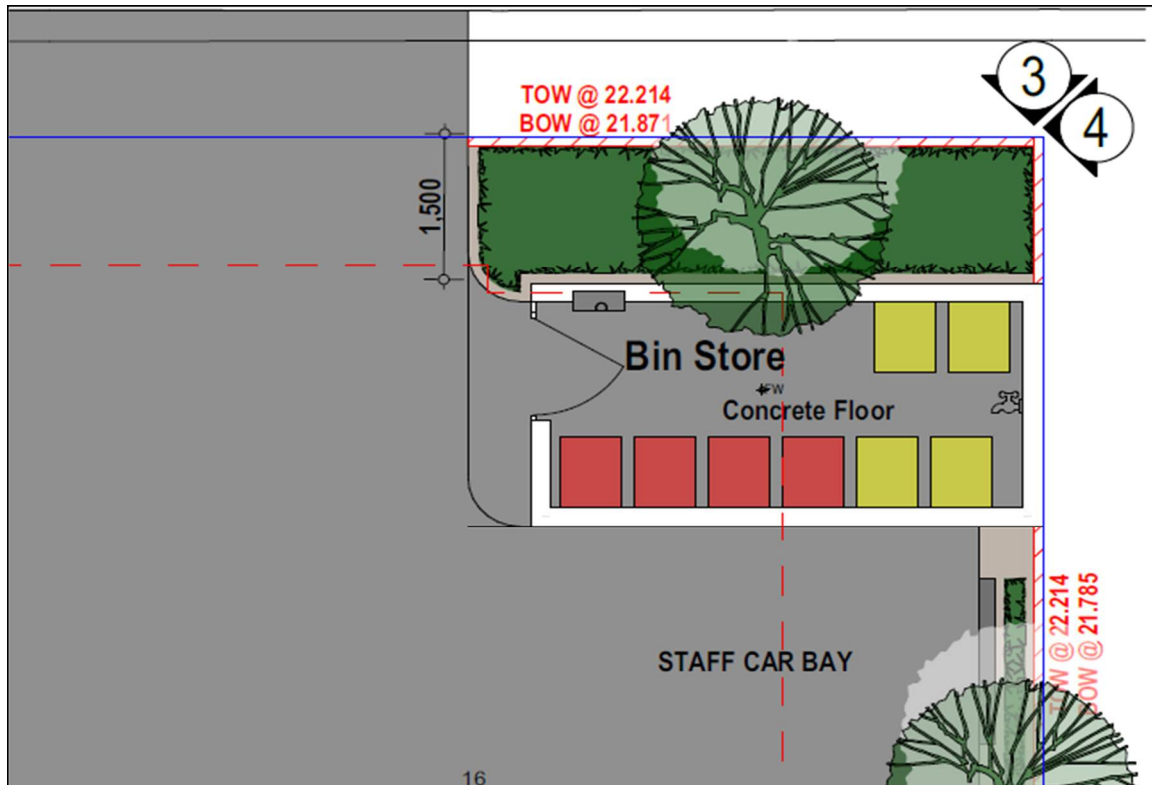 TOW @ 22.214
BOW @ 21.871
3
4
1,500
Bin Store
FW
Concrete Floor
TOW @ 22.214
BOW @ 21.785
STAFF CAR BAY
16